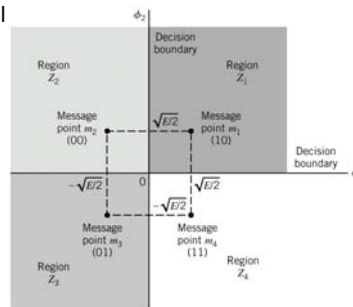 l
ϕ2
Decision
boundary
Region
Z2
Region
Z1
Message
point m2
(00)
√E/2
Message
point m1
(10)
Decision
boundary
0
−√E/2
√E/2
−√E/2
Message
point m3
(01)
Message
point m4
(11)
Region
Z3
Region
Z4